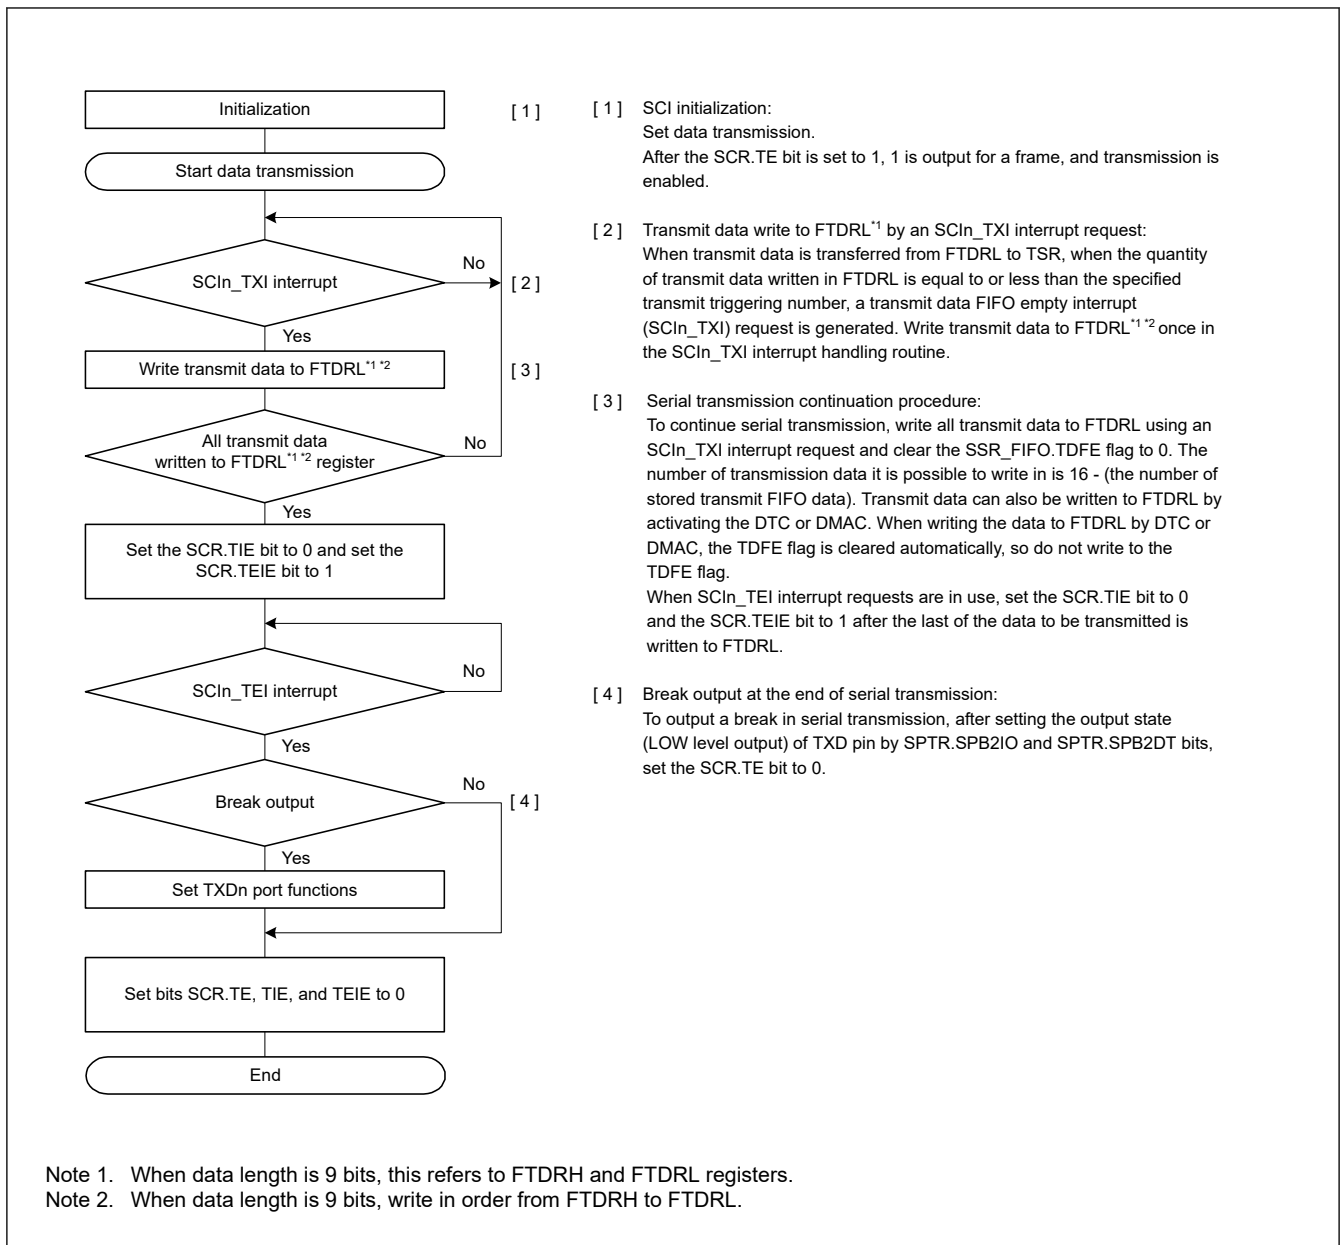 Initialization
[ 1 ]
Start data transmission
SCIn_TXI interrupt
No
[ 2 ]
Yes
Write transmit data to FTDRL*1 *2
[ 3 ]
All transmit data
written to FTDRL*1 *2 register
No
Yes
Set the SCR.TIE bit to 0 and set the
SCR.TEIE bit to 1
SCIn_TEI interrupt
No
Yes
Break output
No
[ 4 ]
Yes
Set TXDn port functions
Set bits SCR.TE, TIE, and TEIE to 0
End
[ 1 ] SCI initialization:
Set data transmission.
After the SCR.TE bit is set to 1, 1 is output for a frame, and transmission is
enabled.
[ 2 ] Transmit data write to FTDRL*1 by an SCIn_TXI interrupt request:
When transmit data is transferred from FTDRL to TSR, when the quantity
of transmit data written in FTDRL is equal to or less than the specified
transmit triggering number, a transmit data FIFO empty interrupt
(SCIn_TXI) request is generated. Write transmit data to FTDRL*1 *2 once in
the SCIn_TXI interrupt handling routine.
[ 3 ] Serial transmission continuation procedure:
To continue serial transmission, write all transmit data to FTDRL using an
SCIn_TXI interrupt request and clear the SSR_FIFO.TDFE flag to 0. The
number of transmission data it is possible to write in is 16 - (the number of
stored transmit FIFO data). Transmit data can also be written to FTDRL by
activating the DTC or DMAC. When writing the data to FTDRL by DTC or
DMAC, the TDFE flag is cleared automatically, so do not write to the
TDFE flag.
When SCIn_TEI interrupt requests are in use, set the SCR.TIE bit to 0
and the SCR.TEIE bit to 1 after the last of the data to be transmitted is
written to FTDRL.
[ 4 ] Break output at the end of serial transmission:
To output a break in serial transmission, after setting the output state
(LOW level output) of TXD pin by SPTR.SPB2IO and SPTR.SPB2DT bits,
set the SCR.TE bit to 0.
Note 1. When data length is 9 bits, this refers to FTDRH and FTDRL registers.
Note 2. When data length is 9 bits, write in order from FTDRH to FTDRL.